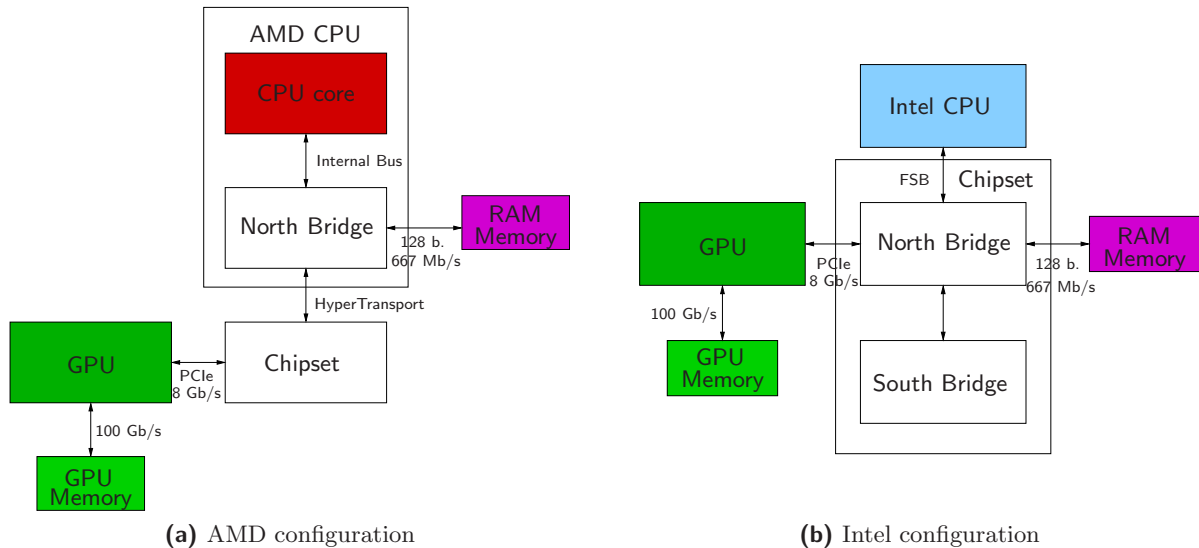 AMD CPU
CPU core
Internal Bus
North Bridge
RAM
Memory
128 b.
667 Mb/s
HyperTransport
GPU
PCIe
8 Gb/s
Chipset
100 Gb/s
GPU
Memory
(a) AMD configuration
Intel CPU
FSB
Chipset
GPU
PCIe
8 Gb/s
North Bridge
128 b.
667 Mb/s
RAM
Memory
100 Gb/s
GPU
Memory
South Bridge
(b) Intel configuration